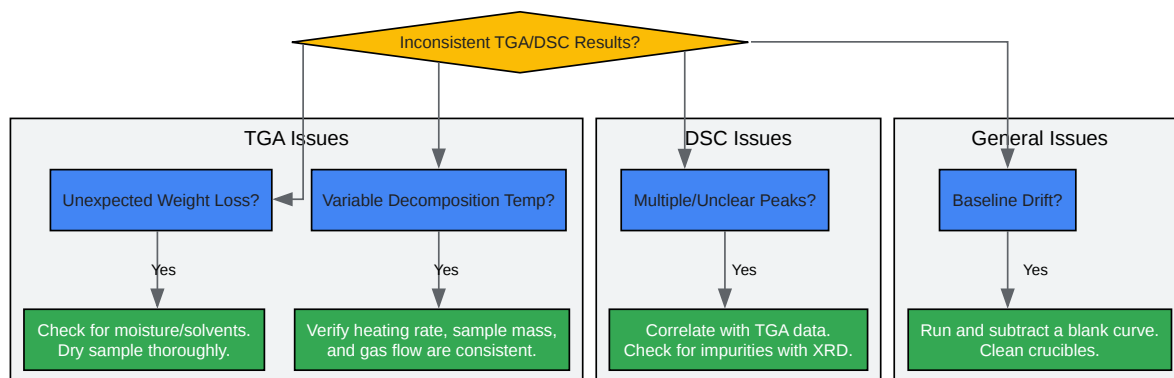 Inconsistent TGA/DSC Results?
TGA Issues
DSC Issues
General Issues
Unexpected Weight Loss?
Variable Decomposition Temp?
Multiple/Unclear Peaks?
Baseline Drift?
Yes
Yes
Yes
Yes
Check for moisture/solvents.
Dry sample thoroughly.
Verify heating rate, sample mass,
and gas flow are consistent.
Correlate with TGA data.
Check for impurities with XRD.
Run and subtract a blank curve.
Clean crucibles.